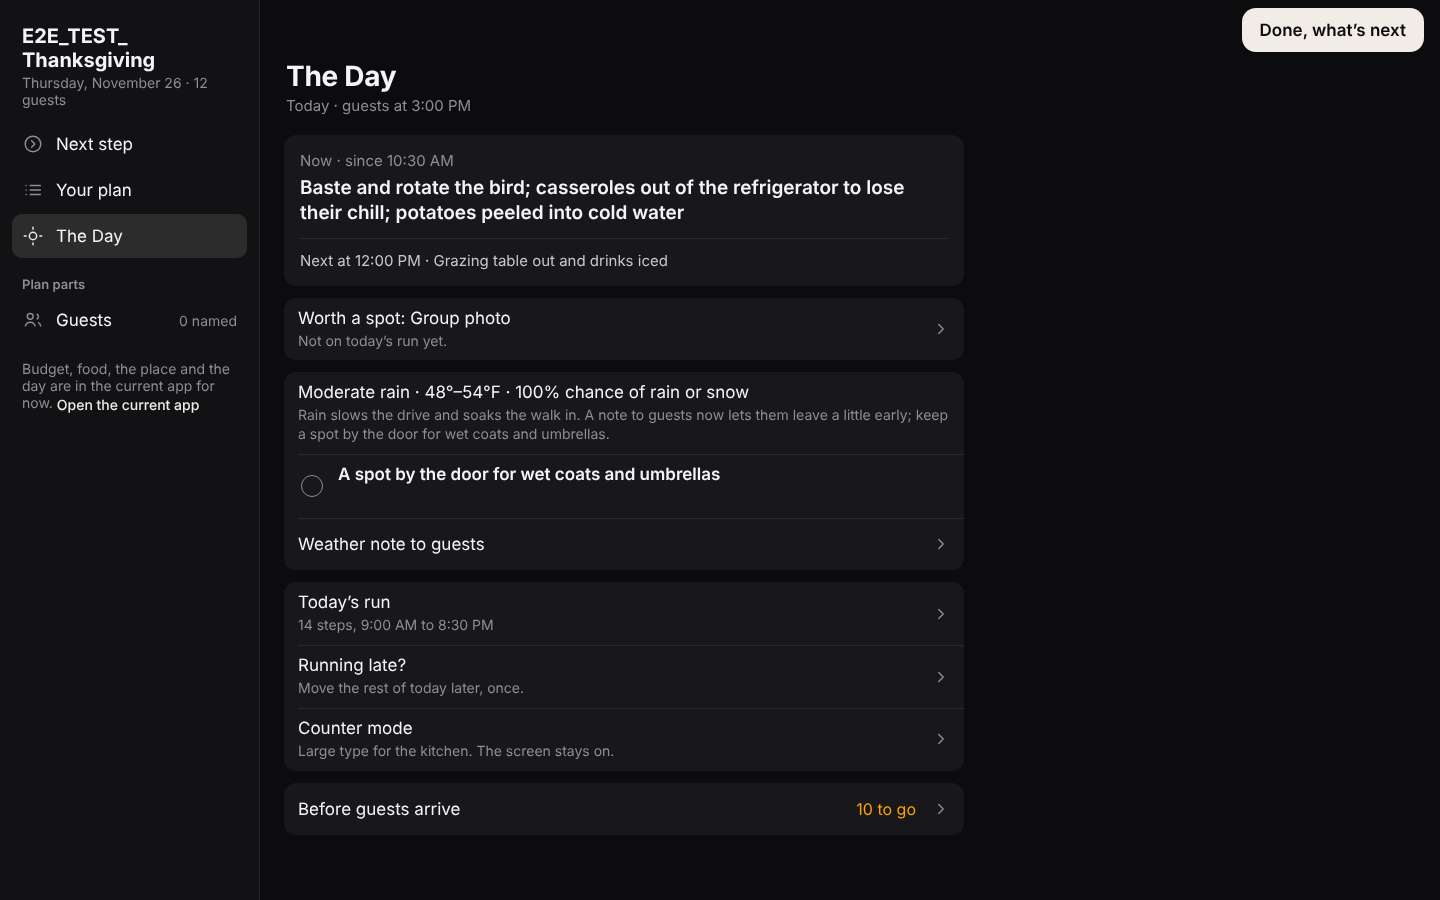 E2E_TEST_
Thanksgiving
Thursday, November 26 · 12
guests
Next step
Your plan
The Day
Plan parts
Guests
0 named
Budget, food, the place and the
day are in the current app for
now. Open the current app
Done, what’s next
The Day
Today · guests at 3:00 PM
Now · since 10:30 AM
Baste and rotate the bird; casseroles out of the refrigerator to lose
their chill; potatoes peeled into cold water
Next at 12:00 PM · Grazing table out and drinks iced
Worth a spot: Group photo
Not on today’s run yet.
Moderate rain · 48°–54°F · 100% chance of rain or snow
Rain slows the drive and soaks the walk in. A note to guests now lets them leave a little early; keep
a spot by the door for wet coats and umbrellas.
A spot by the door for wet coats and umbrellas
Weather note to guests
Today’s run
14 steps, 9:00 AM to 8:30 PM
Running late?
Move the rest of today later, once.
Counter mode
Large type for the kitchen. The screen stays on.
Before guests arrive
10 to go